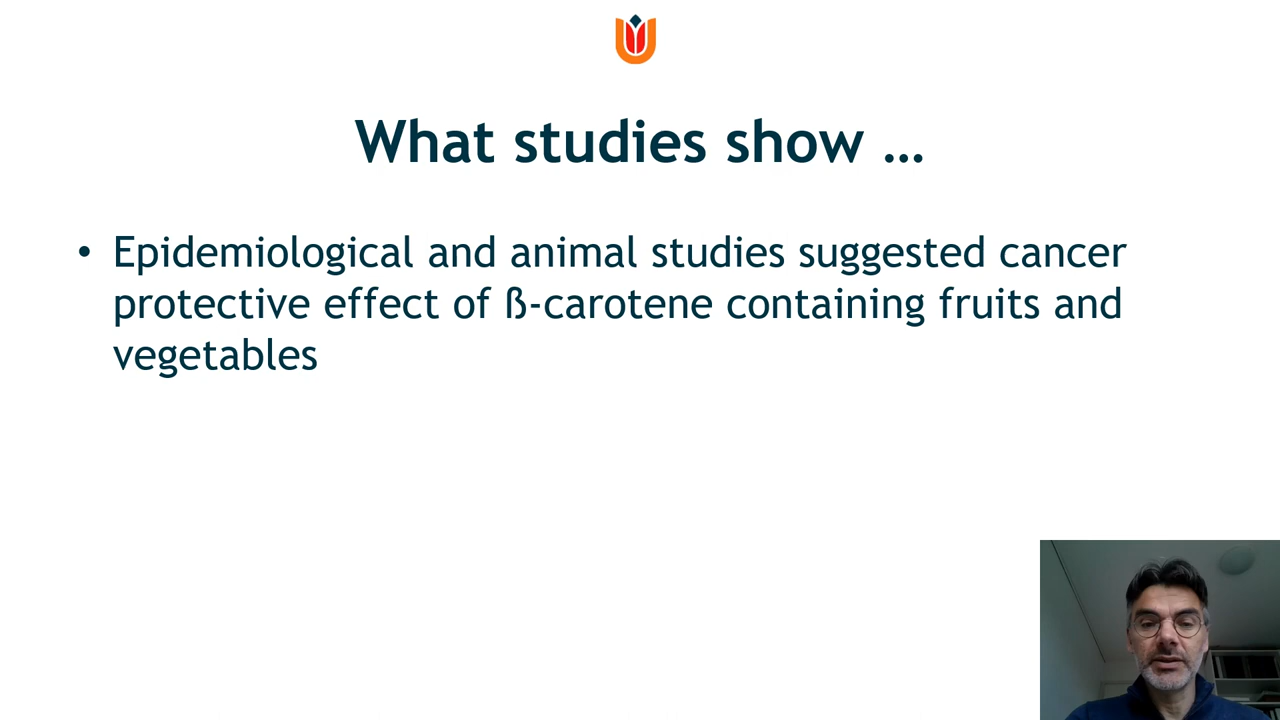 What studies show …
• Epidemiological and animal studies suggested cancer
protective effect of ß-carotene containing fruits and
vegetables